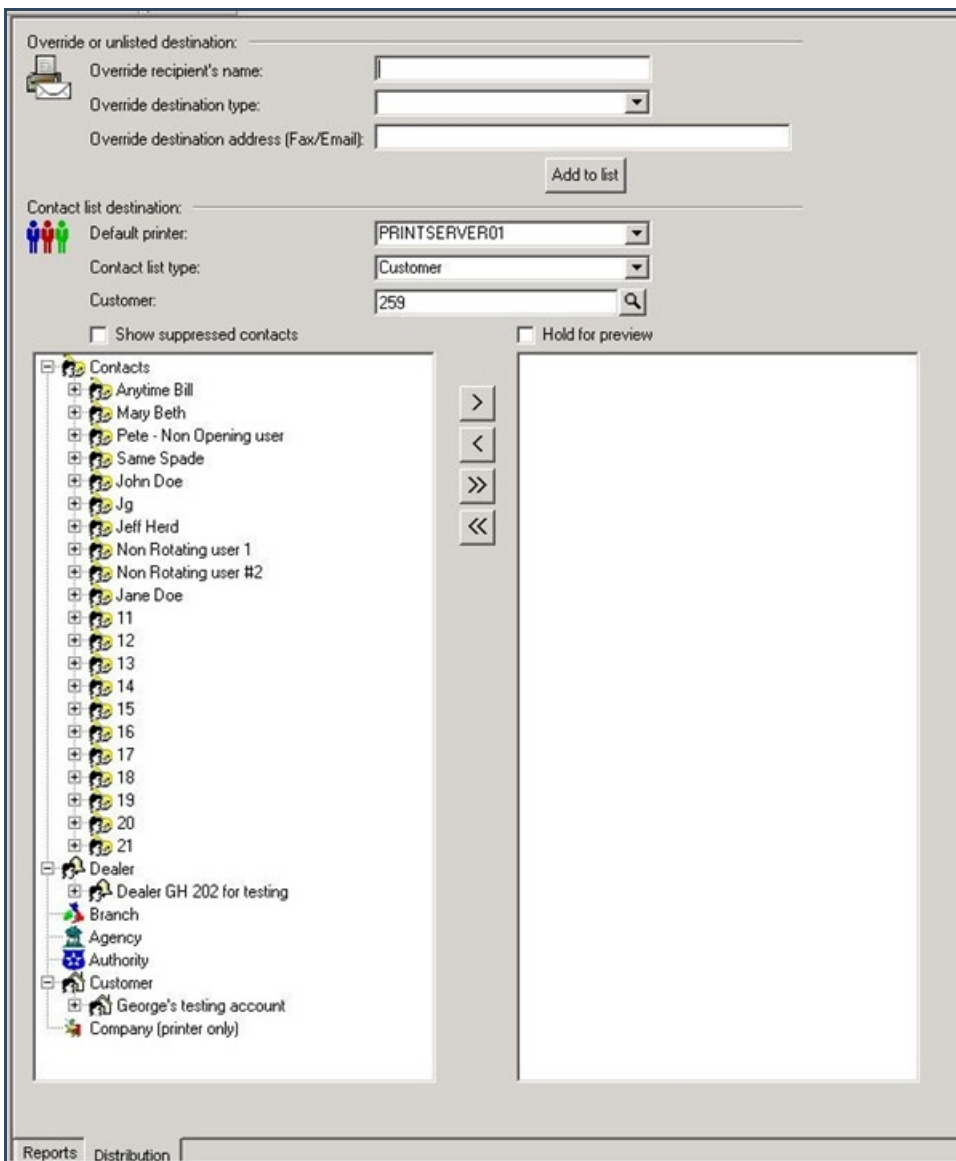 Override or unlisted destination:
Override recipient's name:
Override destination type:
Override destination address (Fax/Email):
Add to list
Contact list destination:
Default printer: PRINTSERVER01
Contact list type: Customer
Customer: 259
Show suppressed contacts Hold for preview
Contacts
Anytime Bill
Mary Beth
Pete - Non Opening user
Same Spade
John Doe
Jg
Jeff Herd
Non Rotating user 1
Non Rotating user #2
Jane Doe
11
12
13
14
15
16
17
18
19
20
21
Dealer
Dealer GH 202 for testing
Branch
Agency
Authority
Customer
George's testing account
Company (printer only)
>
<
>>
<<
Reports Distribution